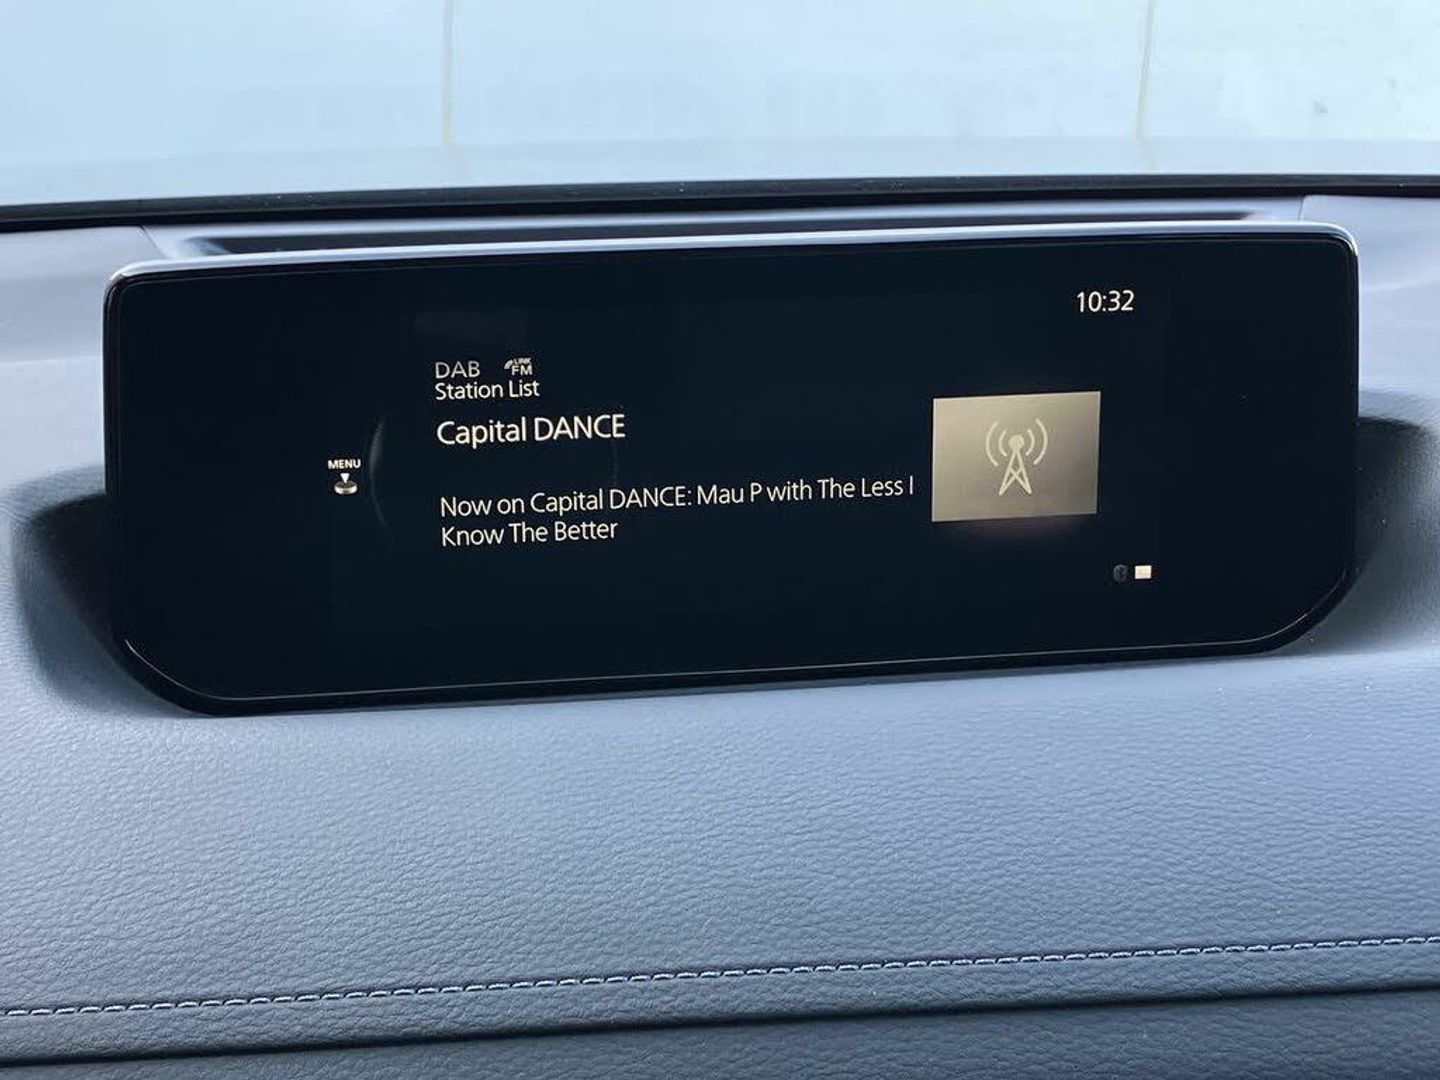 10:32
DAB LINK FM
Station List
Capital DANCE
MENU
Now on Capital DANCE: Mau P with The Less I
Know The Better